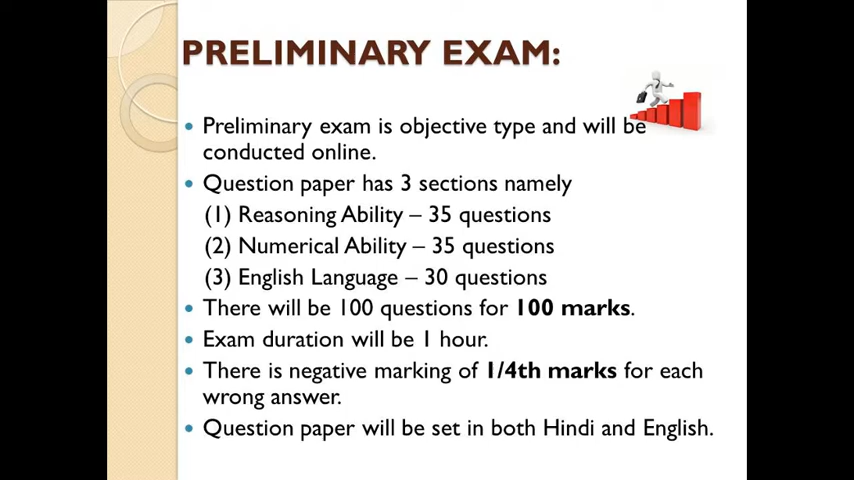 PRELIMINARY EXAM:
Preliminary exam is objective type and will be
conducted online.
Question paper has 3 sections namely
(1) Reasoning Ability – 35 questions
(2) Numerical Ability – 35 questions
(3) English Language – 30 questions
There will be 100 questions for 100 marks.
Exam duration will be 1 hour.
There is negative marking of 1/4th marks for each
wrong answer.
Question paper will be set in both Hindi and English.